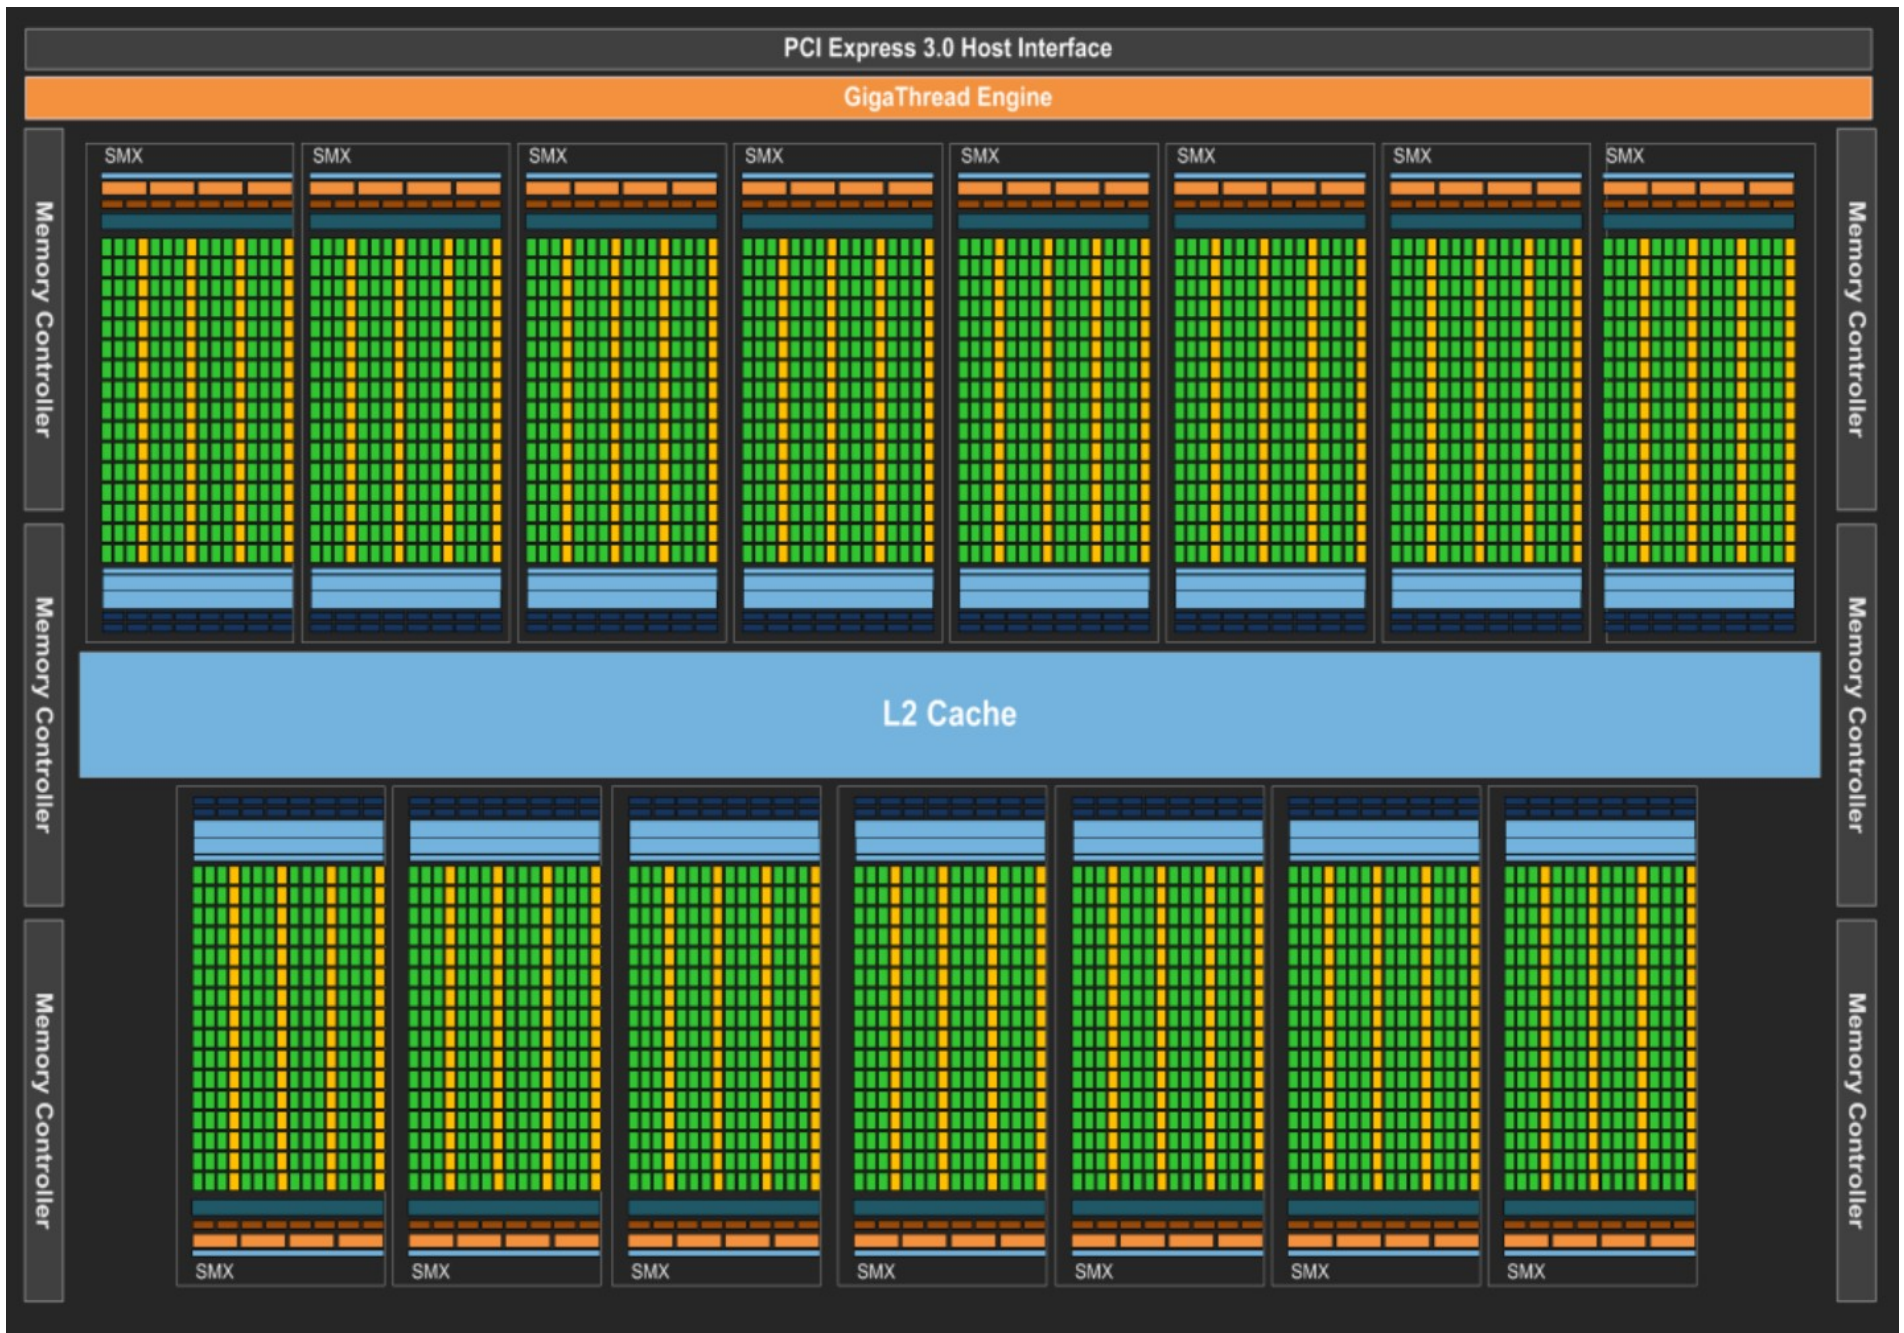 PCI Express 3.0 Host Interface
GigaThread Engine
Memory Controller
Memory Controller
Memory Controller
SMX
SMX
SMX
SMX
SMX
SMX
SMX
SMX
L2 Cache
SMX
SMX
SMX
SMX
SMX
SMX
SMX
Memory Controller
Memory Controller
Memory Controller